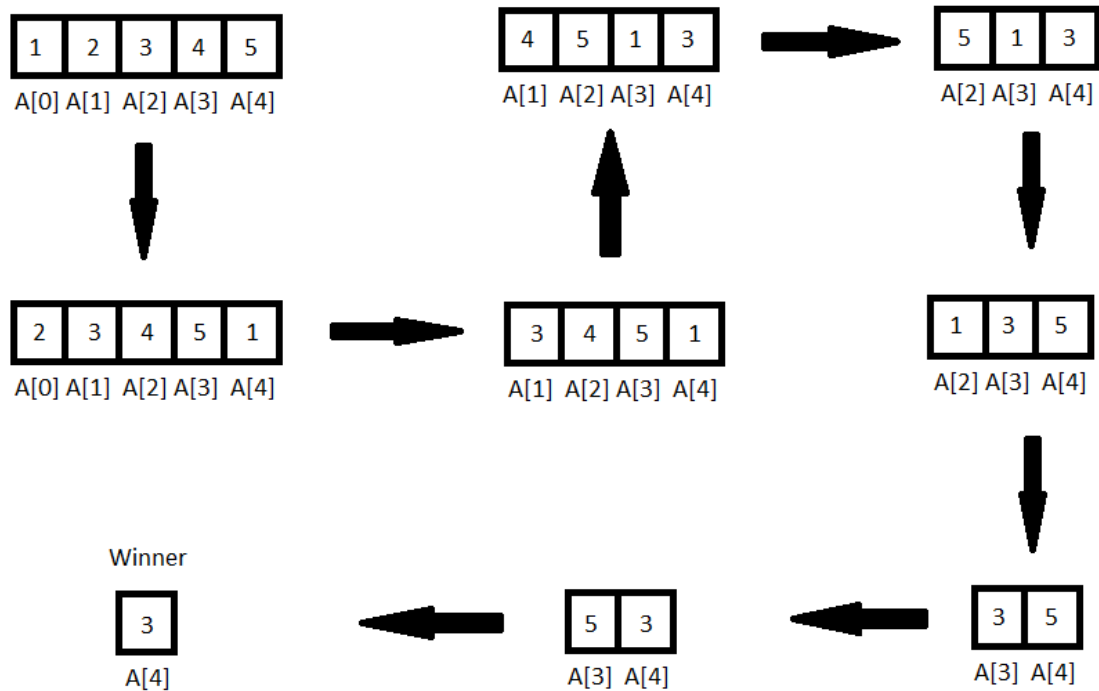 1 2 3 4 5
A[0] A[1] A[2] A[3] A[4]
2 3 4 5 1
A[0] A[1] A[2] A[3] A[4]
3 4 5 1
A[1] A[2] A[3] A[4]
4 5 1 3
A[1] A[2] A[3] A[4]
5 1 3
A[2] A[3] A[4]
1 3 5
A[2] A[3] A[4]
3 5
A[3] A[4]
5 3
A[3] A[4]
Winner
3
A[4]